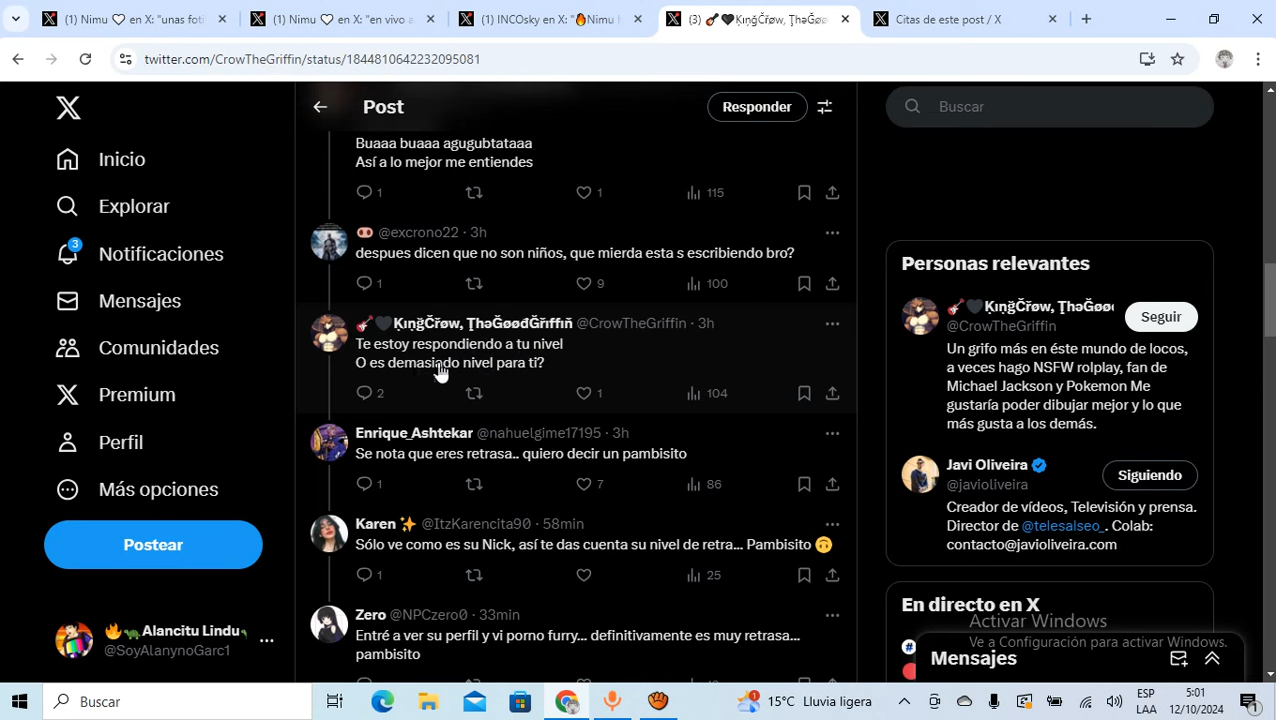 (1) Nimu 🤍 en X: "unas foti
(1) Nimu 🤍 en X: "en vivo a
(1) INCOsky en X: "🔥Nimu
(3) 🎸🖤ĶıņğČřøw, ŢhəĞøø
Citas de este post / X
twitter.com/CrowTheGriffin/status/1844810642232095081
Post
Responder
Buscar
Inicio
Explorar
3
Notificaciones
Mensajes
Comunidades
Premium
Perfil
Más opciones
Postear
🔥🐢Alancitu Lindu
@SoyAlanynoGarc1
Buaaa buaaa agugubtataaa
Así a lo mejor me entiendes
1 1 115
🐽 @excrono22 · 3h
despues dicen que no son niños, que mierda esta s escribiendo bro?
1 9 100
🎸🖤ĶıņğČřøw, ŢhəĞøøđĞřıffıň @CrowTheGriffin · 3h
Te estoy respondiendo a tu nivel
O es demasiado nivel para ti?
2 1 104
Enrique_Ashtekar @nahuelgime17195 · 3h
Se nota que eres retrasa.. quiero decir un pambisito
1 7 86
Karen ✨ @ItzKarencita90 · 58min
Sólo ve como es su Nick, así te das cuenta su nivel de retra... Pambisito 🙃
1 25
Zero @NPCzero0 · 33min
Entré a ver su perfil y vi porno furry... definitivamente es muy retrasa...
pambisito
Personas relevantes
🎸🖤ĶıņğČřøw, ŢhəĞøø
@CrowTheGriffin
Seguir
Un grifo más en éste mundo de locos,
a veces hago NSFW rolplay, fan de
Michael Jackson y Pokemon Me
gustaría poder dibujar mejor y lo que
más gusta a los demás.
Javi Oliveira
@javioliveira
Siguiendo
Creador de vídeos, Televisión y prensa.
Director de @telesalseo_. Colab:
contacto@javioliveira.com
En directo en X
Activar Windows
Ve a Configuración para activar Windows.
Mensajes
Buscar
1
15°C Lluvia ligera
ESP
LAA
5:01
12/10/2024
1